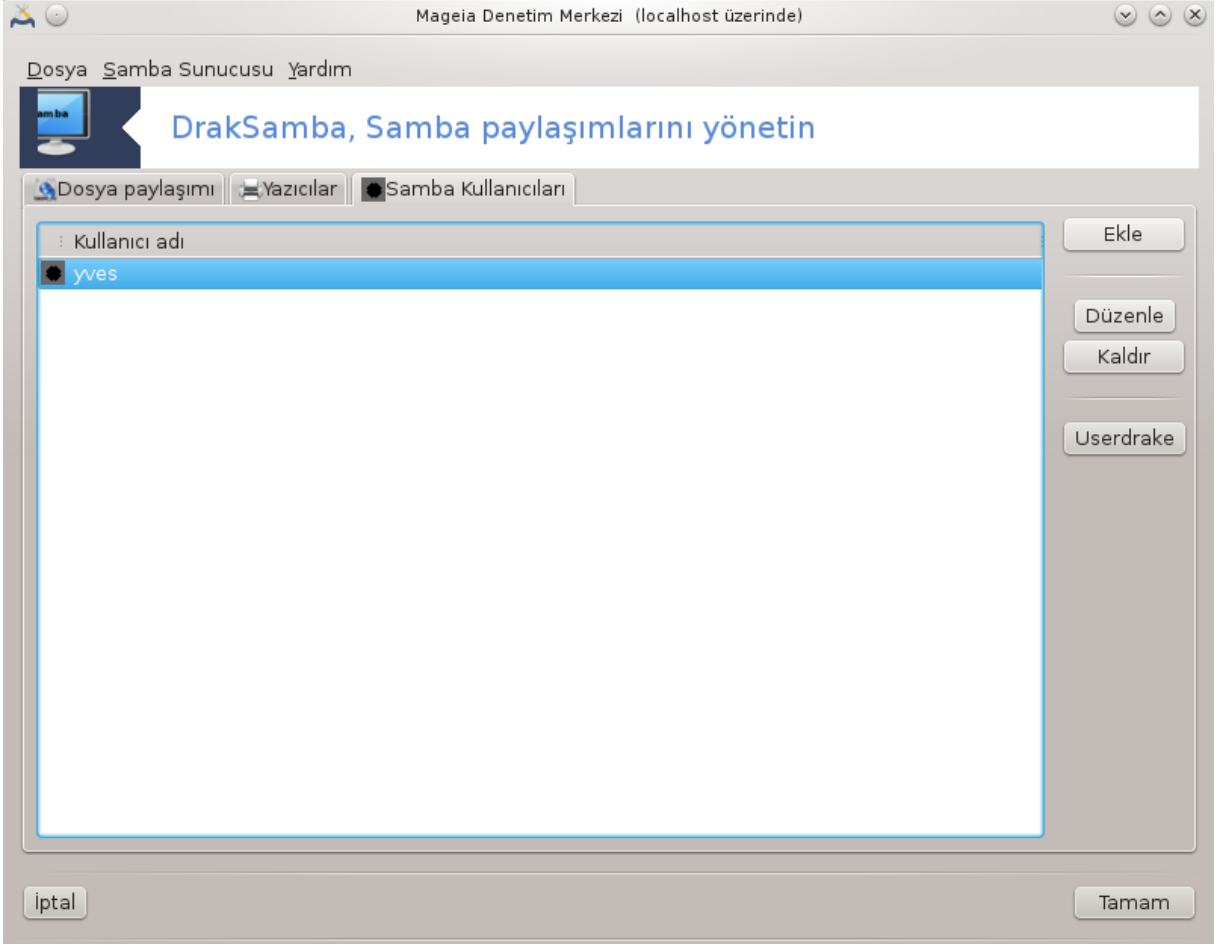 Mageia Denetim Merkezi (localhost üzerinde)
Dosya Samba Sunucusu Yardım
amba
DrakSamba, Samba paylaşımlarını yönetin
Dosya paylaşımı Yazıcılar Samba Kullanıcıları
Kullanıcı adı
yves
Ekle
Düzenle
Kaldır
Userdrake
İptal
Tamam